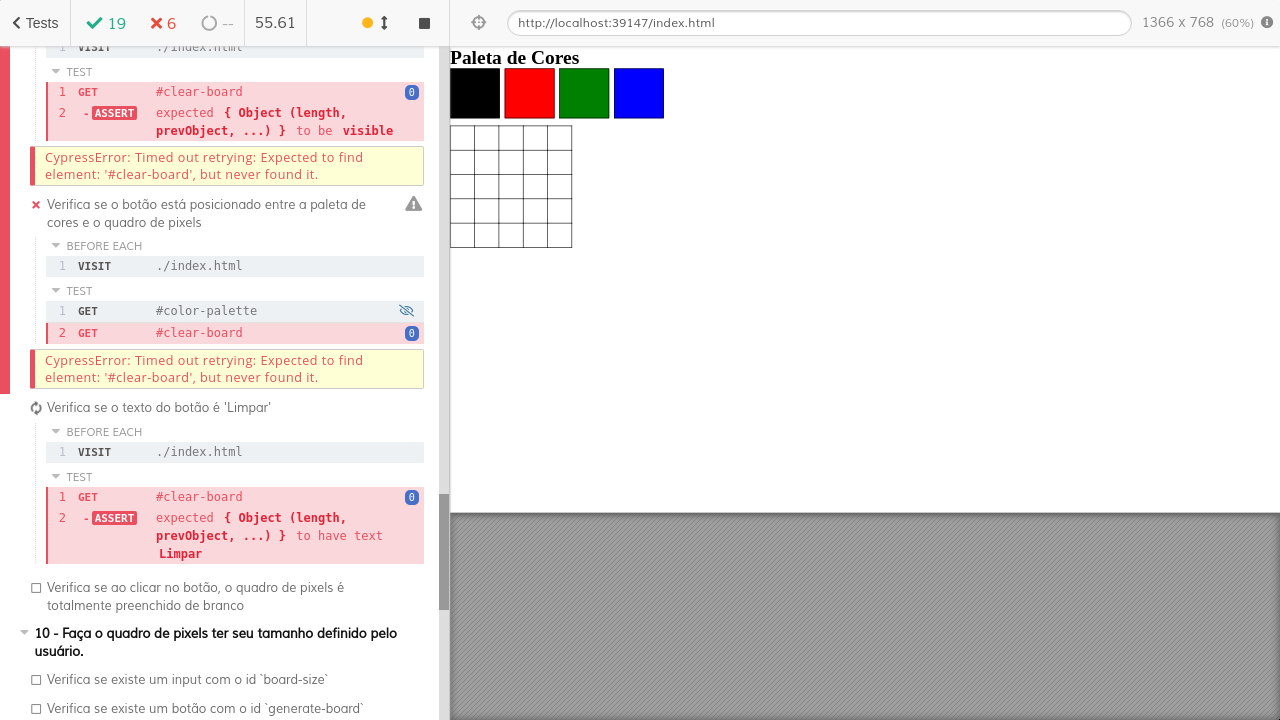 Tests 19 6 -- 55.61
http://localhost:39147/index.html 1366 x 768 (60%)
1 VISIT ./index.html
TEST
1 GET #clear-board 0
2 - ASSERT expected { Object (length,
prevObject, ...) } to be visible
CypressError: Timed out retrying: Expected to find
element: '#clear-board', but never found it.
Verifica se o botão está posicionado entre a paleta de
cores e o quadro de pixels
BEFORE EACH
1 VISIT ./index.html
TEST
1 GET #color-palette
2 GET #clear-board 0
CypressError: Timed out retrying: Expected to find
element: '#clear-board', but never found it.
Verifica se o texto do botão é 'Limpar'
BEFORE EACH
1 VISIT ./index.html
TEST
1 GET #clear-board 0
2 - ASSERT expected { Object (length,
prevObject, ...) } to have text
Limpar
Verifica se ao clicar no botão, o quadro de pixels é
totalmente preenchido de branco
10 - Faça o quadro de pixels ter seu tamanho definido pelo
usuário.
Verifica se existe um input com o id `board-size`
Verifica se existe um botão com o id `generate-board`
Paleta de Cores